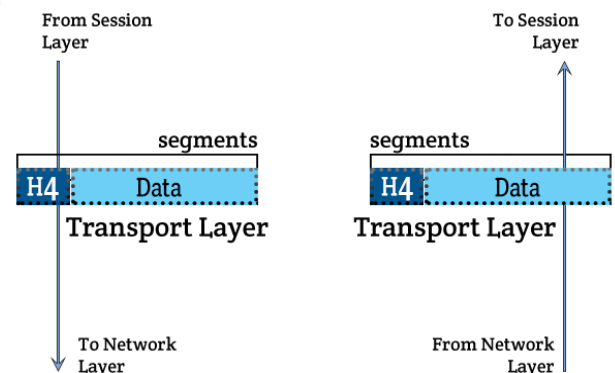 From Session
Layer
segments
H4 Data
Transport Layer
To Network
Layer
To Session
Layer
segments
H4 Data
Transport Layer
From Network
Layer